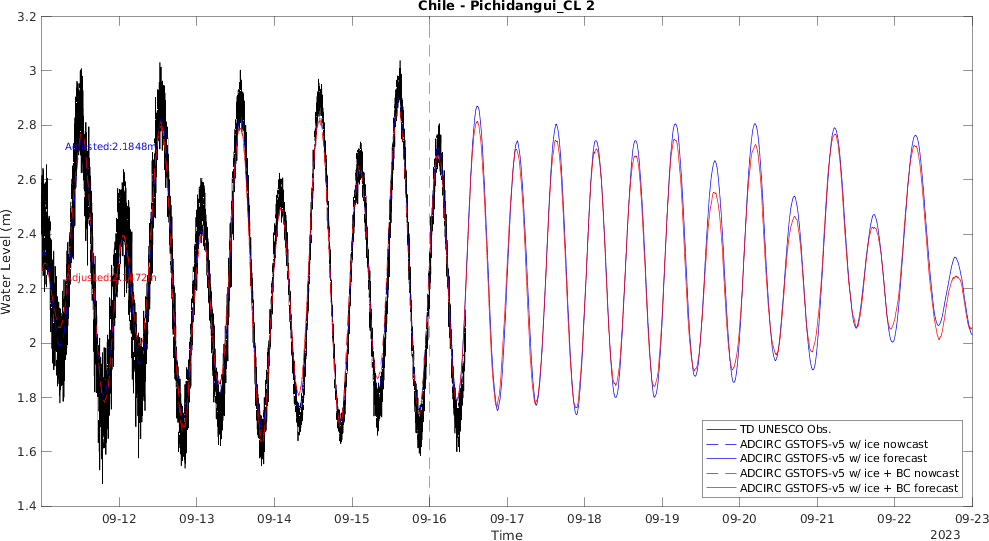 Chile - Pichidangui_CL 2
3.2
3
2.8
2.6
2.4
2.2
2
1.8
1.6
1.4
Water Level (m)
Adjusted:2.1848m
09-12
09-13
09-14
09-15
09-16
09-17
09-18
09-19
09-20
09-21
09-22
09-23
2023
Time
TD UNESCO Obs.
ADCIRC GSTOFS-v5 w/ ice nowcast
ADCIRC GSTOFS-v5 w/ ice forecast
ADCIRC GSTOFS-v5 w/ ice + BC nowcast
ADCIRC GSTOFS-v5 w/ ice + BC forecast